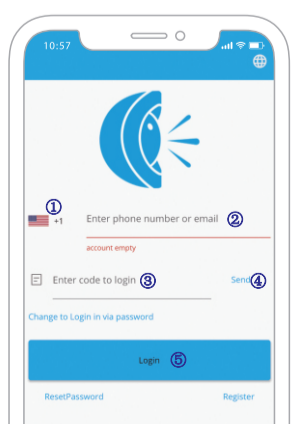 10:57
①
+1
Enter phone number or email ②
account empty
Enter code to login ③
Send ④
Change to Login in via password
Login ⑤
ResetPassword
Register